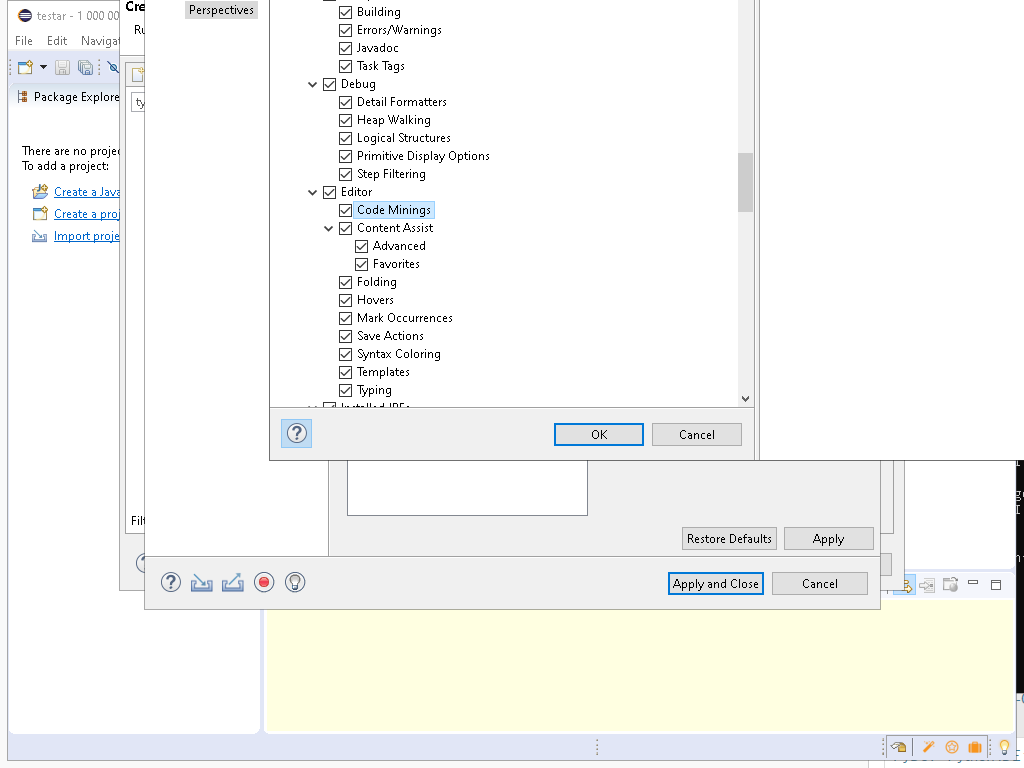 testar - 1 000 00
Cre
Ru
File Edit Navigat
Package Explore
ty
There are no projec
To add a project:
Create a Java
Create a proj
Import proje
Filt
Perspectives
Building
Errors/Warnings
Javadoc
Task Tags
Debug
Detail Formatters
Heap Walking
Logical Structures
Primitive Display Options
Step Filtering
Editor
Code Minings
Content Assist
Advanced
Favorites
Folding
Hovers
Mark Occurrences
Save Actions
Syntax Coloring
Templates
Typing
Installed JREs
OK Cancel
Restore Defaults Apply
Apply and Close Cancel